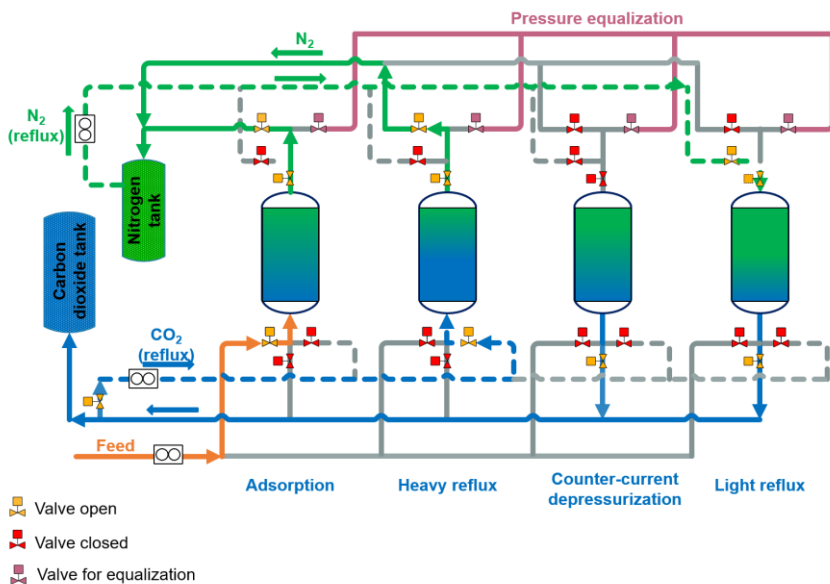 Pressure equalization
N₂
N₂
(reflux)
Nitrogen
tank
Carbon
dioxide tank
CO₂
(reflux)
Feed
Adsorption
Heavy reflux
Counter-current
depressurization
Light reflux
Valve open
Valve closed
Valve for equalization